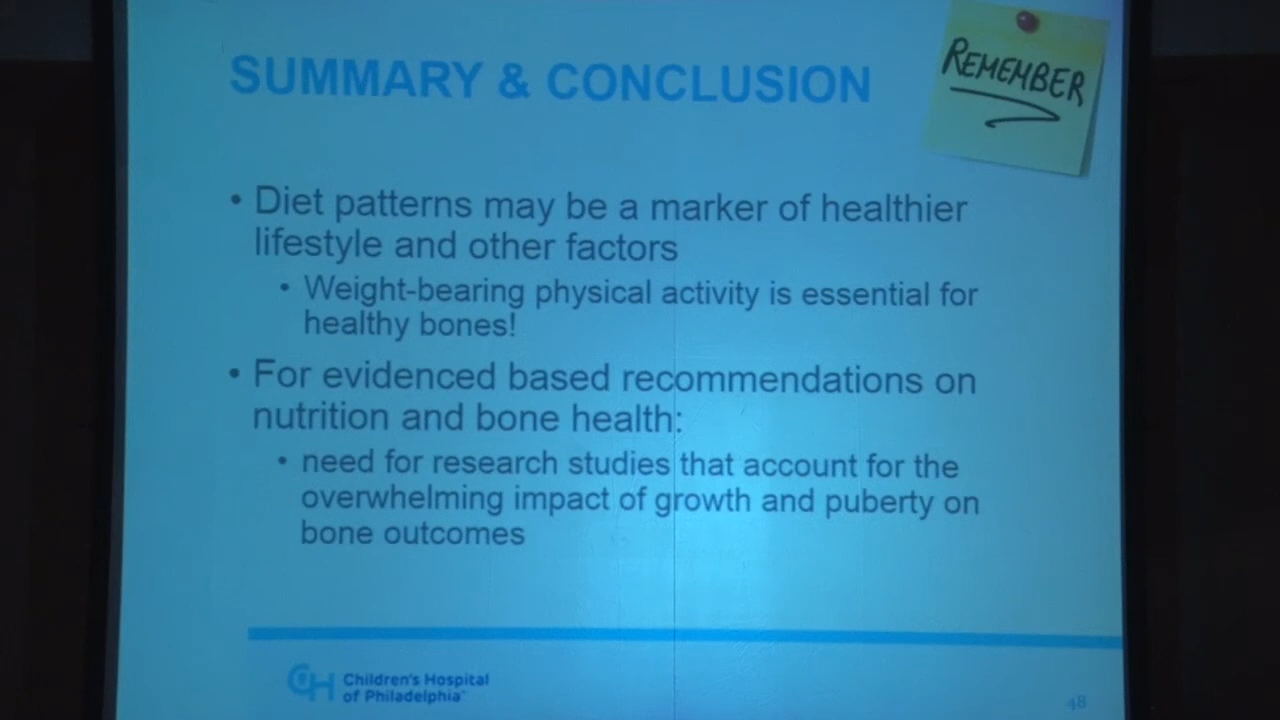 SUMMARY & CONCLUSION
REMEMBER
• Diet patterns may be a marker of healthier
lifestyle and other factors
• Weight-bearing physical activity is essential for
healthy bones!
• For evidenced based recommendations on
nutrition and bone health:
• need for research studies that account for the
overwhelming impact of growth and puberty on
bone outcomes
CH Children's Hospital
of Philadelphia
48